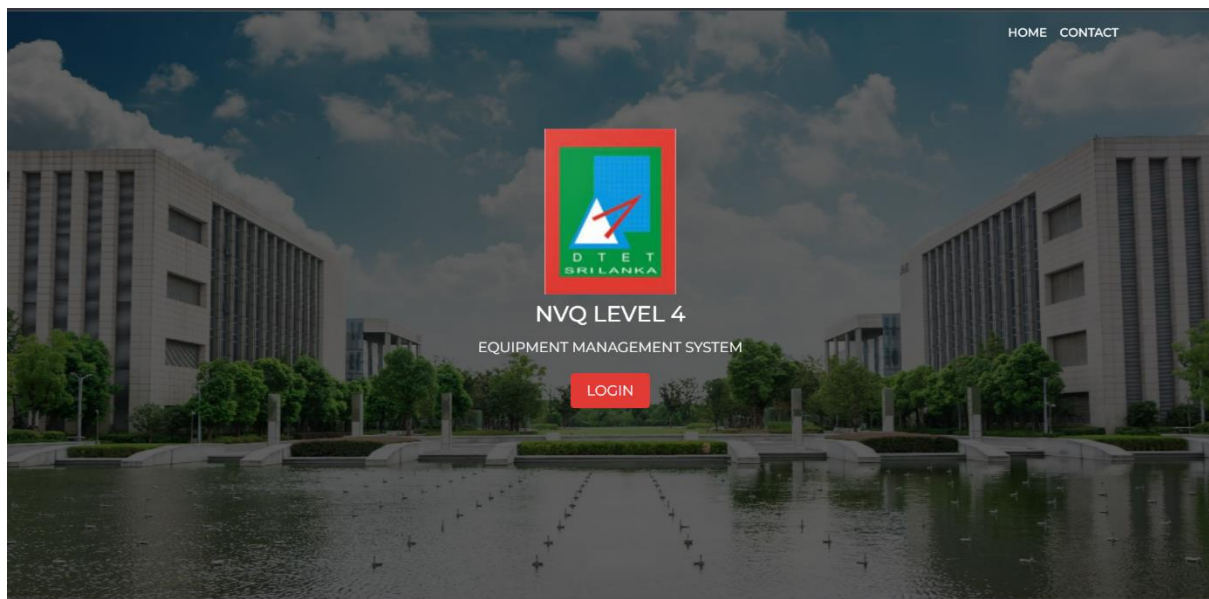 HOME CONTACT
D T E T
SRI LANKA
NVQ LEVEL 4
EQUIPMENT MANAGEMENT SYSTEM
LOGIN